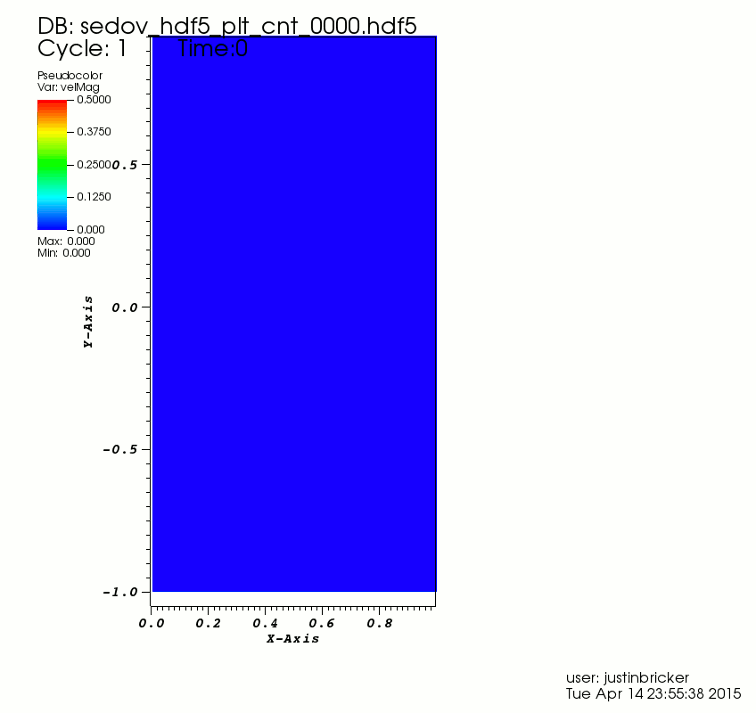 DB: sedov_hdf5_plt_cnt_0000.hdf5
Cycle: 1 Time:0
Pseudocolor
Var: velMag
0.5000
0.3750
0.2500
0.1250
0.000
Max: 0.000
Min: 0.000
0.5
0.0
-0.5
-1.0
Y-Axis
0.0 0.2 0.4 0.6 0.8
X-Axis
user: justinbricker
Tue Apr 14 23:55:38 2015